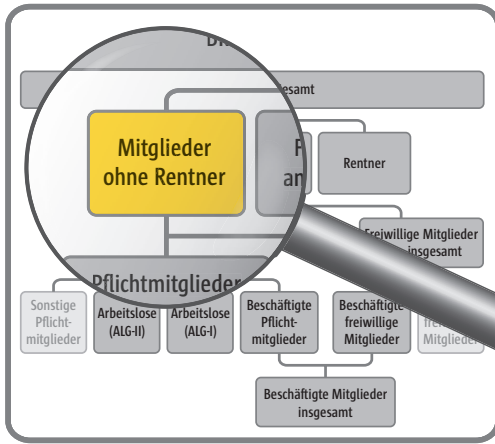 gesamt
Mitglieder
ohne Rentner
Rentner
Freiwillige Mitglieder
insgesamt
Pflichtmitglieder
Sonstige
Pflicht-
mitglieder
Arbeitslose
(ALG-II)
Arbeitslose
(ALG-I)
Beschäftigte
Pflicht-
mitglieder
Beschäftigte
freiwillige
Mitglieder
Mitglieder
Beschäftigte Mitglieder
insgesamt